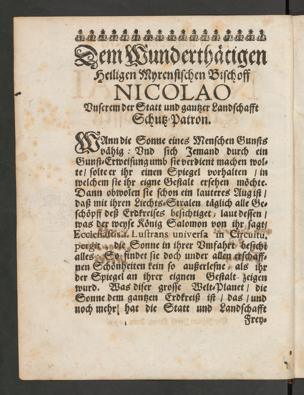 Dem Wunderthätigen
Heiligen Myrensischen Bischoff
NICOLAO
Unserem der Statt und gantzer Landschafft
Schutz-Patron.
Wann die Sonne eines Menschen Gunsts
vähig: Und sich Jemand durch ein
Gunst-Erweisung umb sie verdient machen wol-
te / solte er ihr einen Spiegel vorhalten / in
welchem sie ihr eigne Gestalt ersehen möchte.
Dann obwolen sie schon ein lauteres Aug ist /
daß mit ihren Liechts-Stralen täglich alle Ge-
schöpff deß Erdkreises besichtiget / laut dessen /
was der weyse König Salomon von ihr sagt /
Ecclesiastis 1. Lustrans universa in Circuitu,
pergit, die Sonne in ihrer Umfahrt besicht
alles. So findet sie doch under allen erschaff-
nen Schönheiten kein so außerlesne / als ihr
der Spiegel an ihrer eignen Gestalt zeigen
wurde. Was diser grosse Welt-Planet / die
Sonne dem gantzen Erdkreiß ist / das / und
noch mehr hat die Statt und Landschafft
Frey-